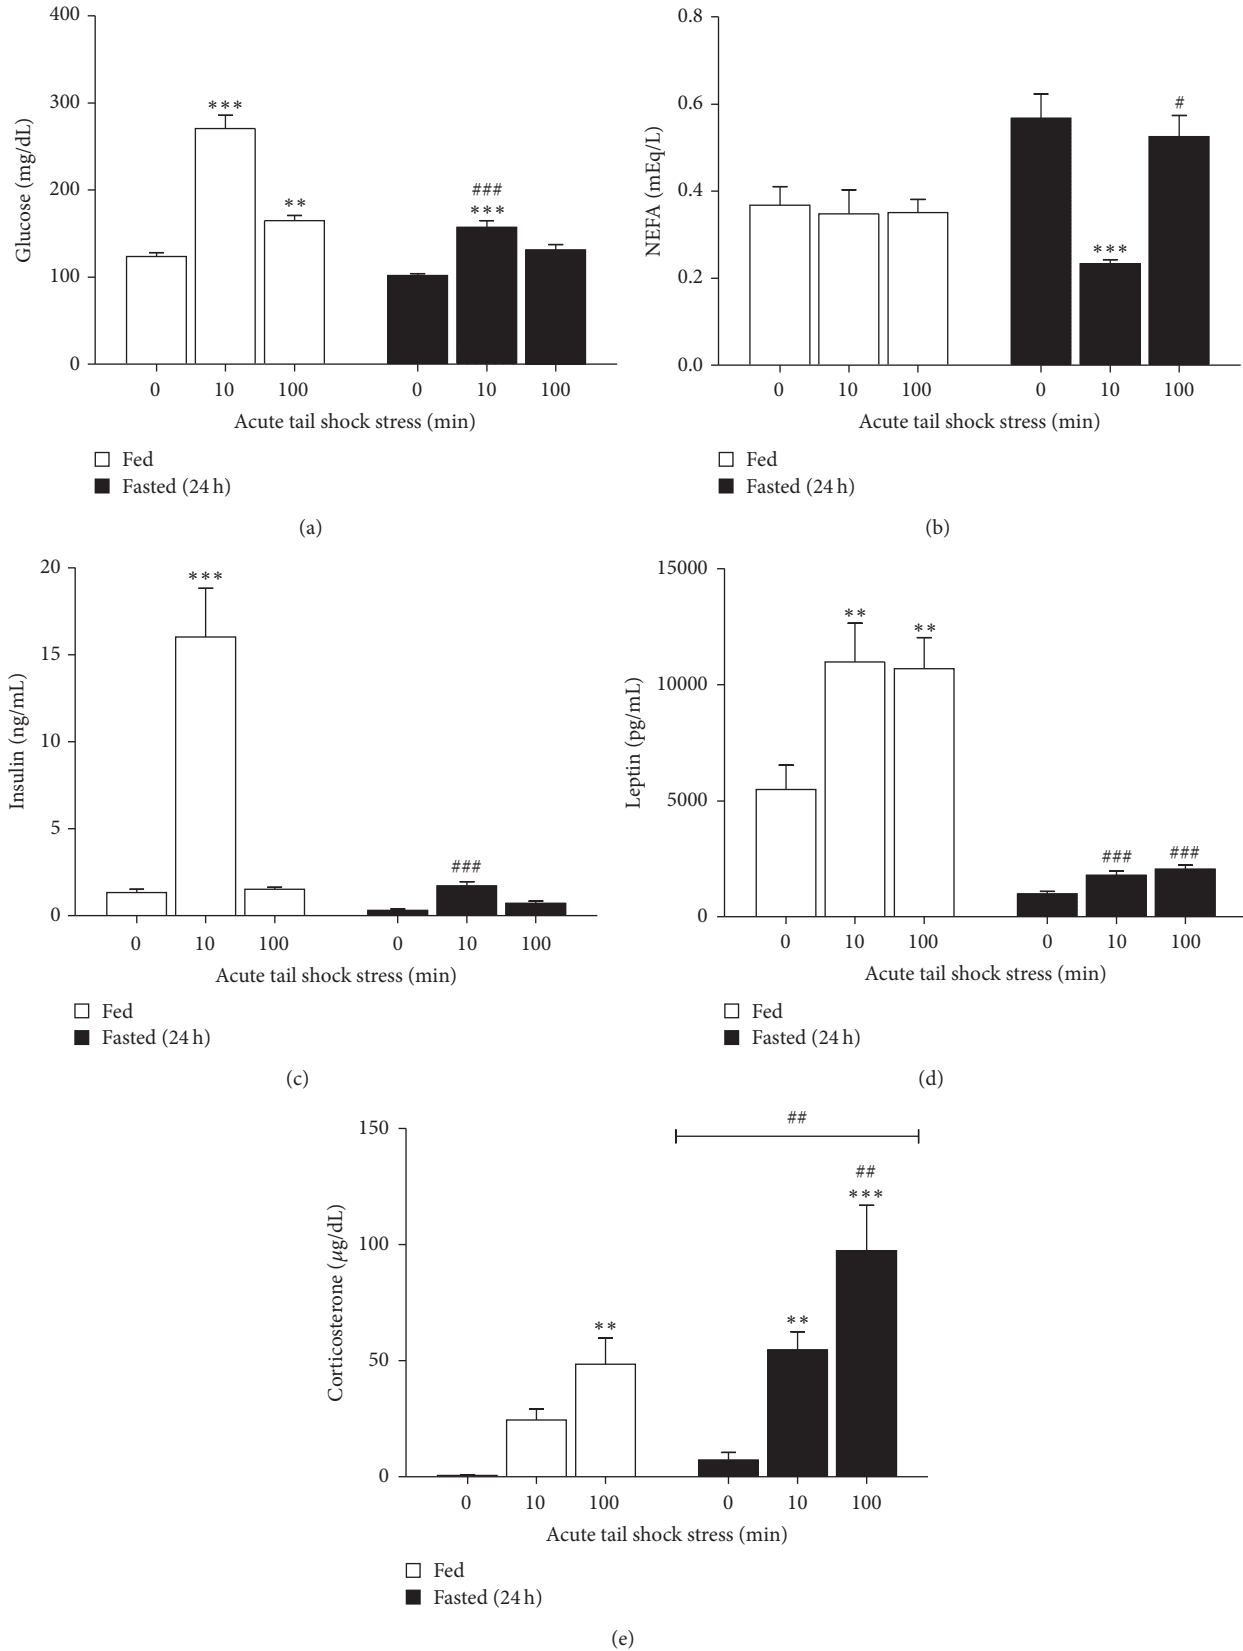 400
300
200
100
0
Glucose (mg/dL)
***
**
###
***
0 10 100 0 10 100
Acute tail shock stress (min)
Fed
Fasted (24 h)
(a)
0.8
0.6
0.4
0.2
0.0
NEFA (mEq/L)
***
#
0 10 100 0 10 100
Acute tail shock stress (min)
Fed
Fasted (24 h)
(b)
20
15
10
5
0
Insulin (ng/mL)
***
###
0 10 100 0 10 100
Acute tail shock stress (min)
Fed
Fasted (24 h)
(c)
15000
10000
5000
0
Leptin (pg/mL)
**
**
###
###
0 10 100 0 10 100
Acute tail shock stress (min)
Fed
Fasted (24 h)
(d)
150
100
50
0
Corticosterone (μg/dL)
##
**
**
##
***
0 10 100 0 10 100
Acute tail shock stress (min)
Fed
Fasted (24 h)
(e)